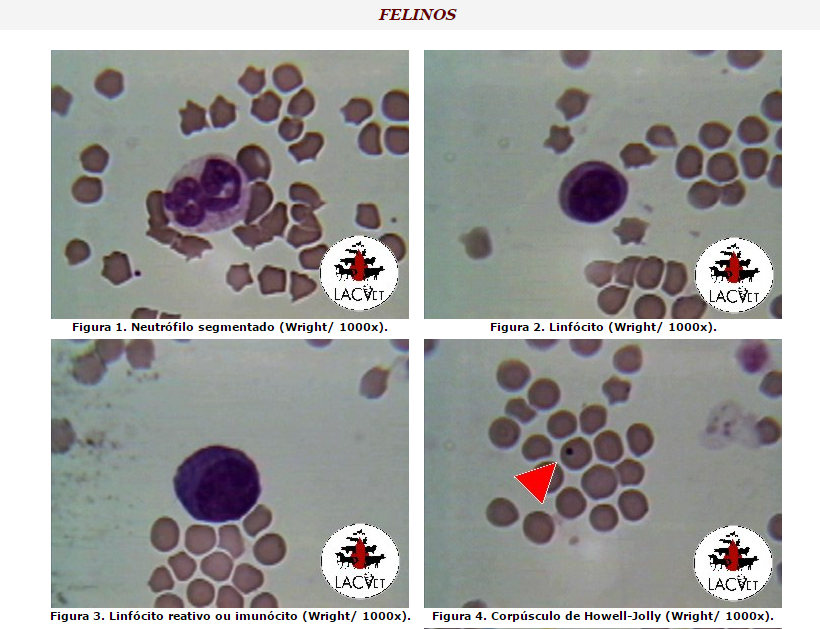 FELINOS
LACVET
LACVET
Figura 1. Neutrófilo segmentado (Wright/ 1000x).
Figura 2. Linfócito (Wright/ 1000x).
LACVET
LACVET
Figura 3. Linfócito reativo ou imunócito (Wright/ 1000x).
Figura 4. Corpúsculo de Howell-Jolly (Wright/ 1000x).